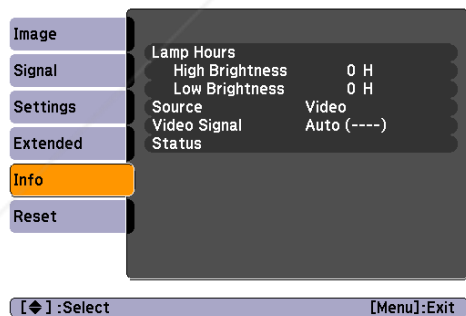 Image
Signal
Settings
Extended
Info
Reset
Lamp Hours
High Brightness 0 H
Low Brightness 0 H
Source Video
Video Signal Auto (----)
Status
[◆] :Select [Menu]:Exit